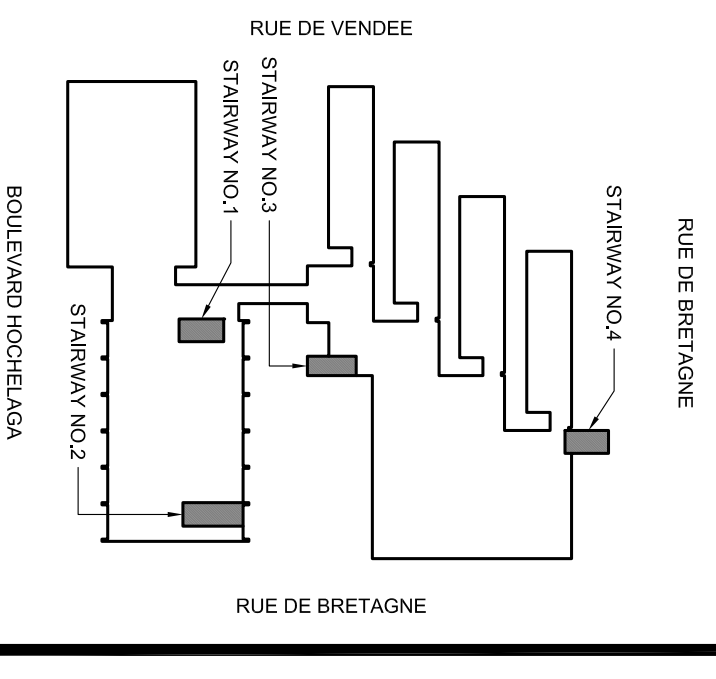 RUE DE VENDEE
STAIRWAY NO.1
STAIRWAY NO.3
BOULEVARD HOCHELAGA
STAIRWAY NO.2
STAIRWAY NO.4
RUE DE BRETAGNE
RUE DE BRETAGNE